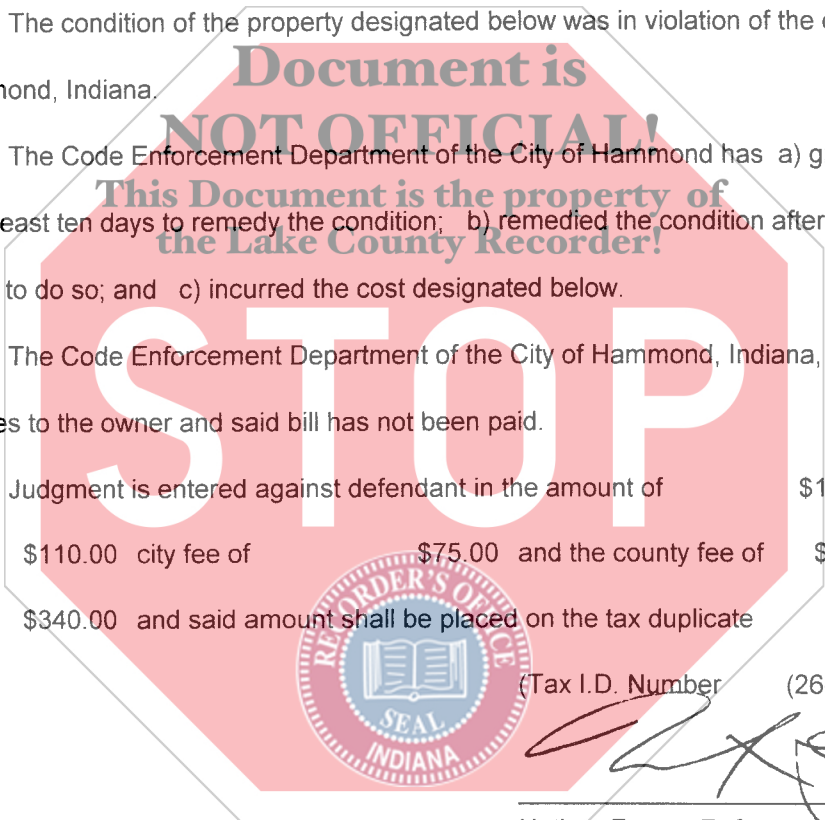 The condition of the property designated below was in violation of the
Document is
mond, Indiana.
NOT OFFICIAL!
The Code Enforcement Department of the City of Hammond has a) g
This Document is the property of
east ten days to remedy the condition; b) remedied the condition after
the Lake County Recorder!
to do so; and c) incurred the cost designated below.
STOP
The Code Enforcement Department of the City of Hammond, Indiana,
es to the owner and said bill has not been paid.
Judgment is entered against defendant in the amount of $1
$110.00 city fee of $75.00 and the county fee of $
$340.00 and said amount shall be placed on the tax duplicate
RECORDER'S OFFICE
SEAL
INDIANA
(Tax I.D. Number (26